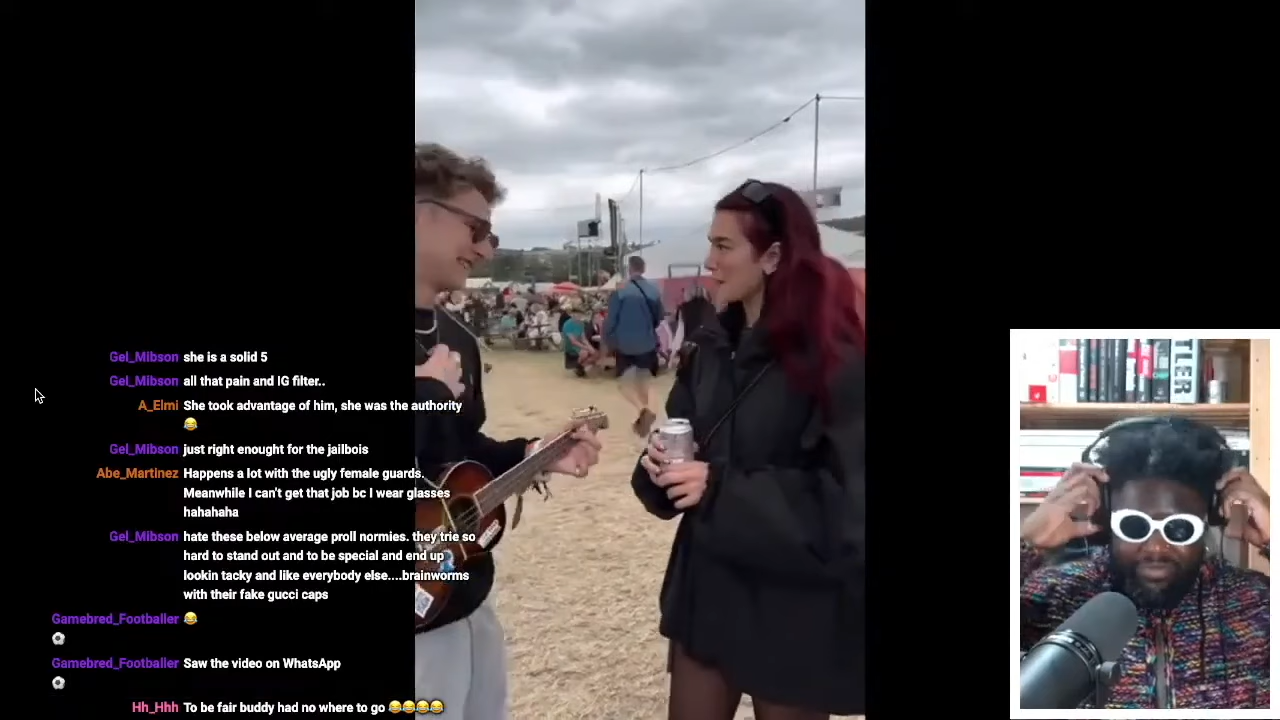 Gel_Mibson she is a solid 5
Gel_Mibson all that pain and IG filter..
A_Elmi She took advantage of him, she was the authority
😂
Gel_Mibson just right enought for the jailbois
Abe_Martinez Happens a lot with the ugly female guards.
Meanwhile I can't get that job bc I wear glasses
hahahaha
Gel_Mibson hate these below average proll normies. they trie so
hard to stand out and to be special and end up
lookin tacky and like everybody else....brainworms
with their fake gucci caps
Gamebred_Footballer 😂
⚽
Gamebred_Footballer Saw the video on WhatsApp
⚽
Hh_Hhh To be fair buddy had no where to go 😂😂😂😂